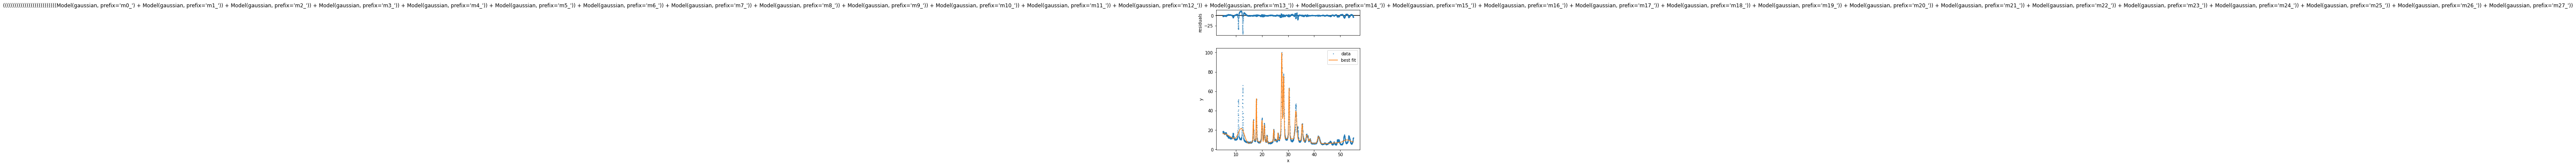 ((((((((((((((((((((((((((((Model(gaussian, prefix='m0_') + Model(gaussian, prefix='m1_')) + Model(gaussian, prefix='m2_')) + Model(gaussian, prefix='m3_')) + Model(gaussian, prefix='m4_')) + Model(gaussian, prefix='m5_')) + Model(gaussian, prefix='m6_')) + Model(gaussian, prefix='m7_')) + Model(gaussian, prefix='m8_')) + Model(gaussian, prefix='m9_')) + Model(gaussian, prefix='m10_')) + Model(gaussian, prefix='m11_')) + Model(gaussian, prefix='m12_')) + Model(gaussian, prefix='m13_')) + Model(gaussian, prefix='m14_')) + Model(gaussian, prefix='m15_')) + Model(gaussian, prefix='m16_')) + Model(gaussian, prefix='m17_')) + Model(gaussian, prefix='m18_')) + Model(gaussian, prefix='m19_')) + Model(gaussian, prefix='m20_')) + Model(gaussian, prefix='m21_')) + Model(gaussian, prefix='m22_')) + Model(gaussian, prefix='m23_')) + Model(gaussian, prefix='m24_')) + Model(gaussian, prefix='m25_')) + Model(gaussian, prefix='m26_')) + Model(gaussian, prefix='m27_'))
residuals
0
−25
data
best fit
y
100
80
60
40
20
0
10 20 30 40 50
x